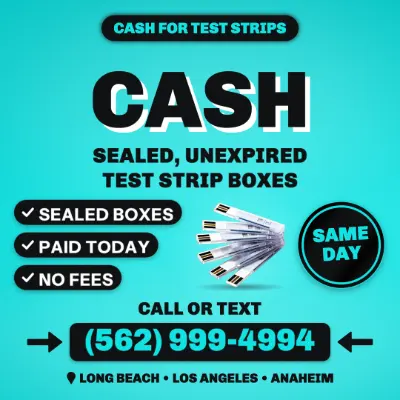 CASH FOR TEST STRIPS
CASH
SEALED, UNEXPIRED
TEST STRIP BOXES
SEALED BOXES
PAID TODAY
NO FEES
SAME
DAY
CALL OR TEXT
(562) 999-4994
LONG BEACH • LOS ANGELES • ANAHEIM